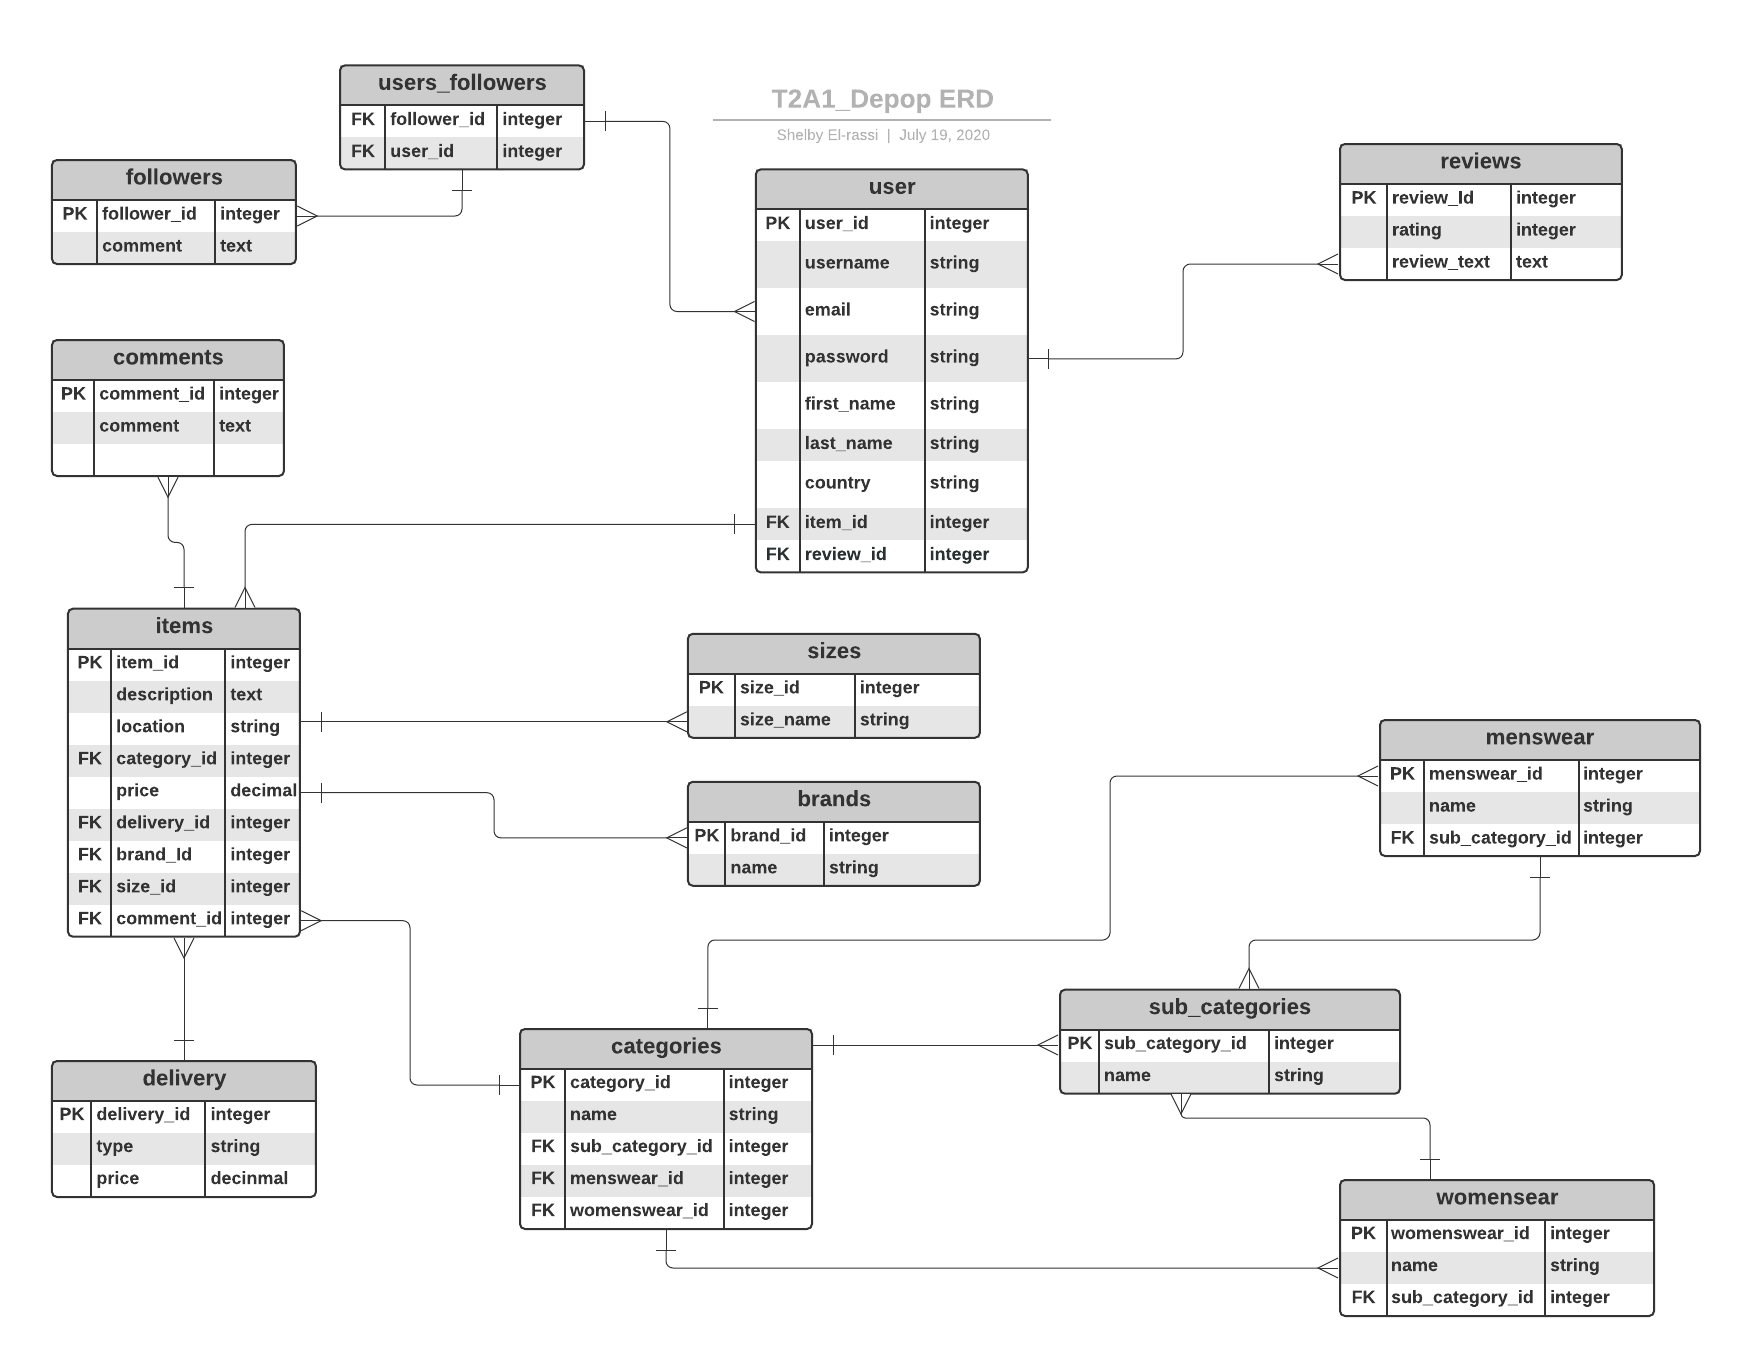 T2A1_Depop ERD
Shelby El-rassi | July 19, 2020
users_followers
FK follower_id integer
FK user_id integer
followers
PK follower_id integer
comment text
user
PK user_id integer
username string
email string
password string
first_name string
last_name string
country string
FK item_id integer
FK review_id integer
reviews
PK review_Id integer
rating integer
review_text text
comments
PK comment_id integer
comment text
items
PK item_id integer
description text
location string
FK category_id integer
price decimal
FK delivery_id integer
FK brand_Id integer
FK size_id integer
FK comment_id integer
sizes
PK size_id integer
size_name string
brands
PK brand_id integer
name string
menswear
PK menswear_id integer
name string
FK sub_category_id integer
sub_categories
PK sub_category_id integer
name string
categories
PK category_id integer
name string
FK sub_category_id integer
FK menswear_id integer
FK womenswear_id integer
delivery
PK delivery_id integer
type string
price decinmal
womensear
PK womenswear_id integer
name string
FK sub_category_id integer